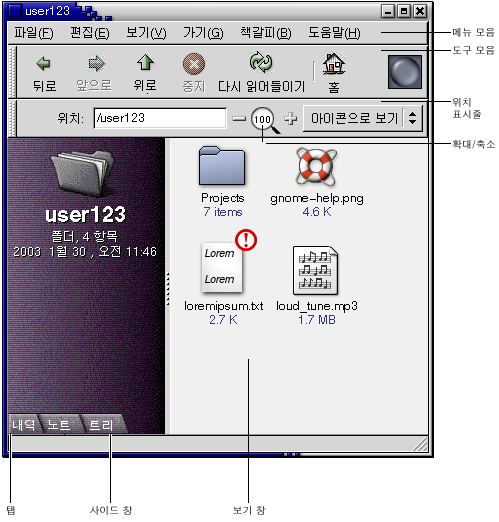 user123
파일(F) 편집(E) 보기(V) 가기(G) 책갈피(B) 도움말(H)
메뉴 모음
도구 모음
뒤로 앞으로 위로 중지 다시 읽어들이기 홈
위치
표시줄
위치: /user123 100 아이콘으로 보기
확대/축소
user123
폴더, 4 항목
2003 1월 30 , 오전 11:46
Projects
7 items
gnome-help.png
4.6 K
Lorem
Lorem
loremipsum.txt
2.7 K
loud_tune.mp3
1.7 MB
내역 노트 트리
탭 사이드 창 보기 창